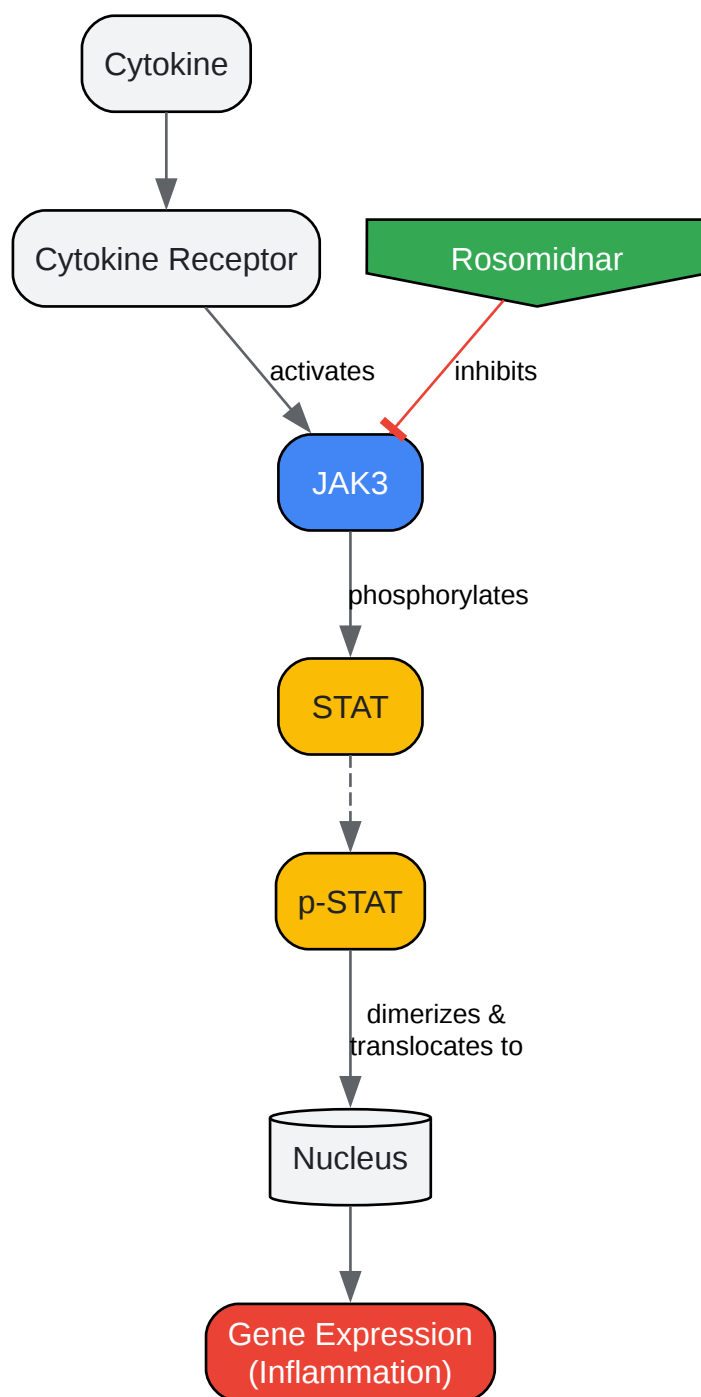 Cytokine
Cytokine Receptor
Rosomidnar
activates
inhibits
JAK3
phosphorylates
STAT
p-STAT
dimerizes &
translocates to
Nucleus
Gene Expression
(Inflammation)